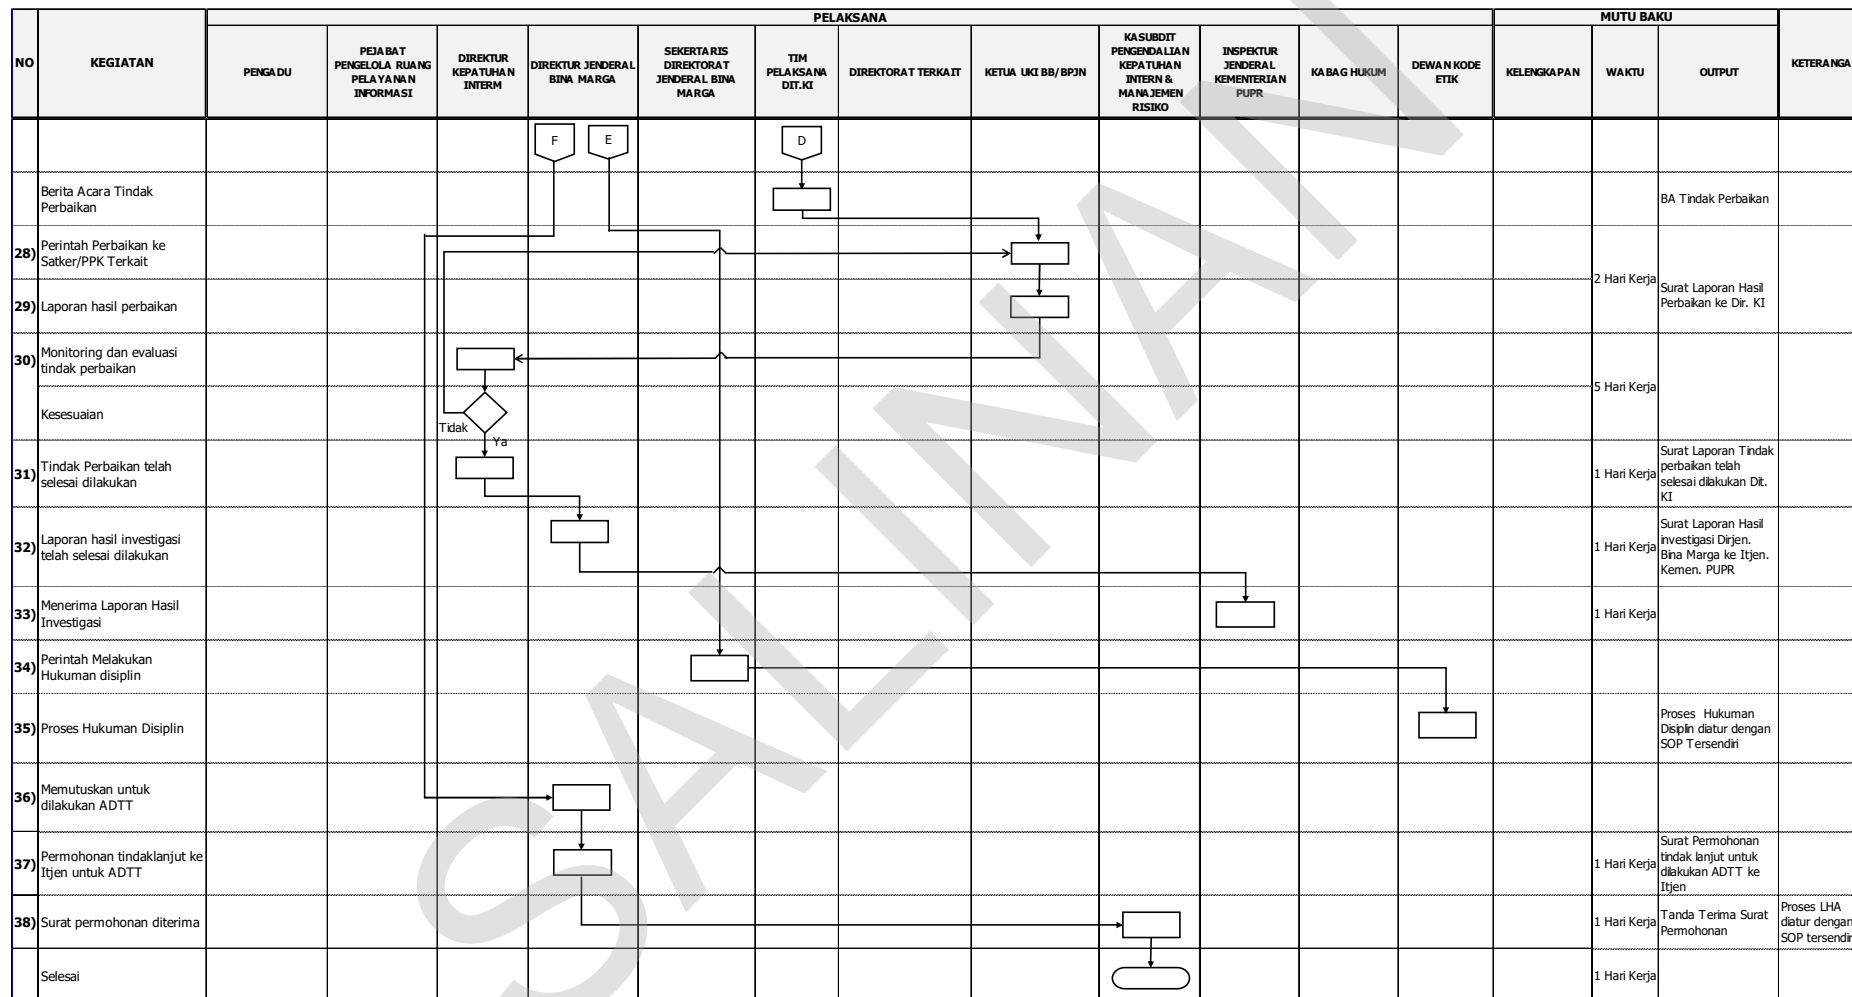 PELAKSANA
MUTU BAKU
NO
KEGIATAN
PENGADU
PEJABAT
PENGELOLA RUANG
PELAYANAN
INFORMASI
DIREKTUR
KEPATUHAN
INTERM
DIREKTUR JENDERAL
BINA MARGA
SEKERTARIS
DIREKTORAT
JENDERAL BINA
MARGA
TIM
PELAKSANA
DIT.KI
DIREKTORAT TERKAIT
KETUA UKI BB/BPJN
KASUBDIT
PENGENDALIAN
KEPATUHAN
INTERN &
MANAJEMEN
RISIKO
INSPEKTUR
JENDERAL
KEMENTERIAN
PUPR
KABAG HUKUM
DEWAN KODE
ETIK
KELENGKAPAN
WAKTU
OUTPUT
KETERANGA
F
E
D
Berita Acara Tindak
Perbaikan
BA Tindak Perbaikan
28)
Perintah Perbaikan ke
Satker/PPK Terkait
2 Hari Kerja
Surat Laporan Hasil
Perbaikan ke Dir. KI
29)
Laporan hasil perbaikan
30)
Monitoring dan evaluasi
tindak perbaikan
5 Hari Kerja
Kesesuaian
Tidak
Ya
31)
Tindak Perbaikan telah
selesai dilakukan
1 Hari Kerja
Surat Laporan Tindak
perbaikan telah
selesai dilakukan Dit.
KI
32)
Laporan hasil investigasi
telah selesai dilakukan
1 Hari Kerja
Surat Laporan Hasil
investigasi Dirjen.
Bina Marga ke Itjen.
Kemen. PUPR
33)
Menerima Laporan Hasil
Investigasi
1 Hari Kerja
34)
Perintah Melakukan
Hukuman disiplin
35)
Proses Hukuman Disiplin
Proses Hukuman
Disiplin diatur dengan
SOP Tersendiri
36)
Memutuskan untuk
dilakukan ADTT
37)
Permohonan tindaklanjut ke
Itjen untuk ADTT
1 Hari Kerja
Surat Permohonan
tindak lanjut untuk
dilakukan ADTT ke
Itjen
38)
Surat permohonan diterima
1 Hari Kerja
Tanda Terima Surat
Permohonan
Proses LHA
diatur dengan
SOP tersendir
Selesai
1 Hari Kerja
SALINAN